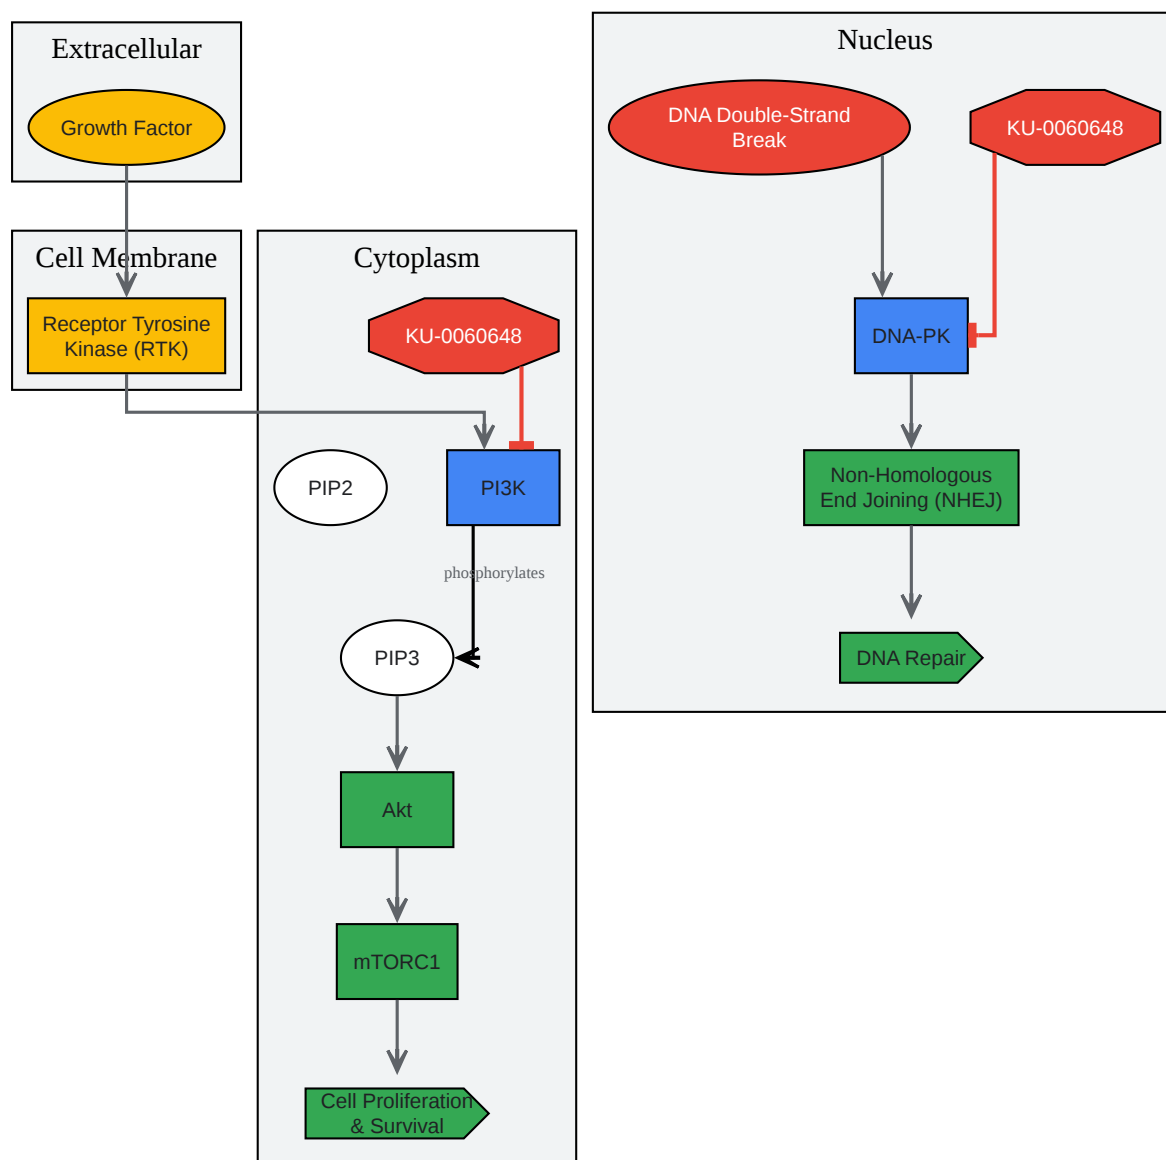 Extracellular
Growth Factor
Cell Membrane
Receptor Tyrosine
Kinase (RTK)
Cytoplasm
KU-0060648
PIP2
PI3K
phosphorylates
PIP3
Akt
mTORC1
Cell Proliferation
& Survival
Nucleus
DNA Double-Strand
Break
KU-0060648
DNA-PK
Non-Homologous
End Joining (NHEJ)
DNA Repair